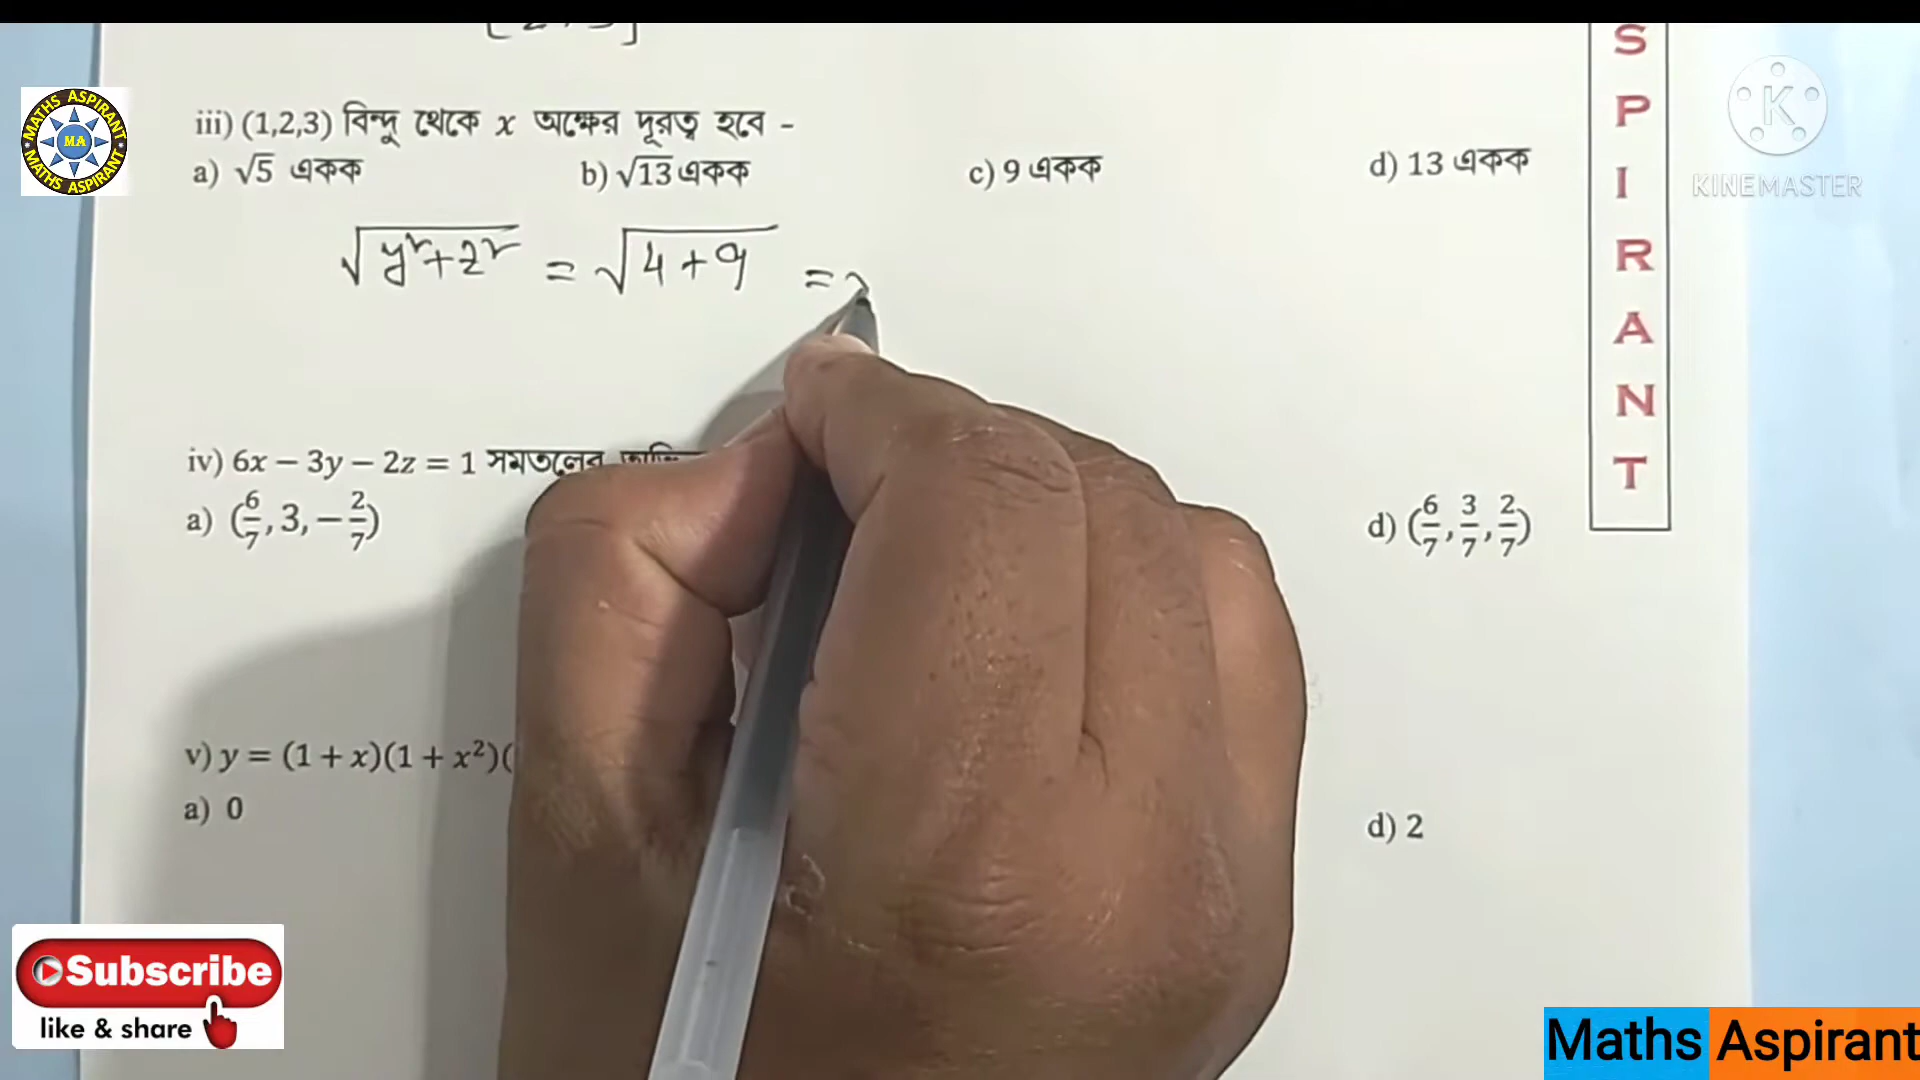 iii) (1,2,3) বিন্দু থেকে x অক্ষের দূরত্ব হবে -
a) √5 একক b) √13 একক c) 9 একক d) 13 একক
√(y²+z²) = √(4+9) =
iv) 6x − 3y − 2z = 1 সমতলের
a) (6/7, 3, −2/7) d) (6/7, 3/7, 2/7)
v) y = (1 + x)(1 + x²)(
a) 0 d) 2
S
P
I
R
A
N
T
MATHS ASPIRANT
MA
MATHS ASPIRANT
K
KINEMASTER
Subscribe
like & share
Maths Aspirant